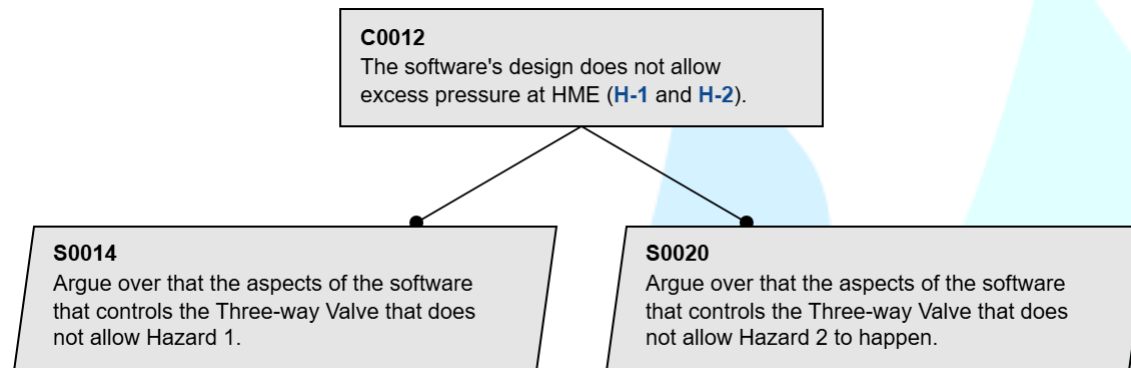 C0012
The software's design does not allow
excess pressure at HME (H-1 and H-2).
S0014
Argue over that the aspects of the software
that controls the Three-way Valve that does
not allow Hazard 1.
S0020
Argue over that the aspects of the software
that controls the Three-way Valve that does
not allow Hazard 2 to happen.